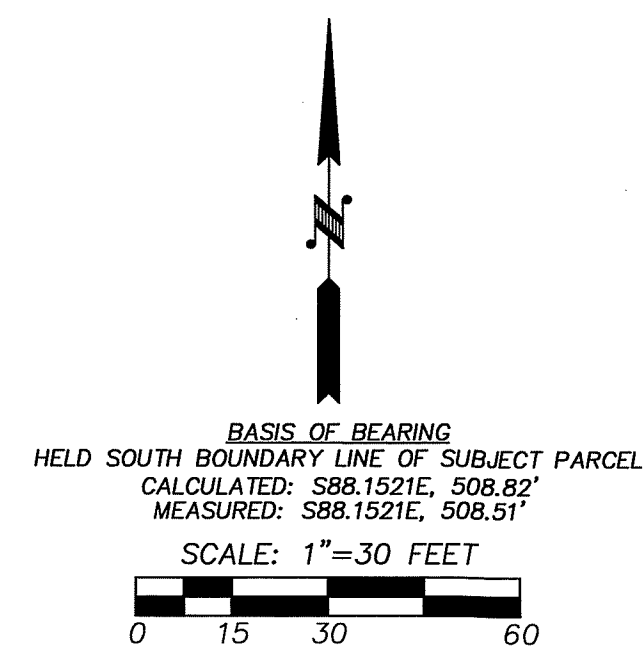 N
BASIS OF BEARING
HELD SOUTH BOUNDARY LINE OF SUBJECT PARCEL
CALCULATED: S88.1521E, 508.82'
MEASURED: S88.1521E, 508.51'
SCALE: 1"=30 FEET
0 15 30 60